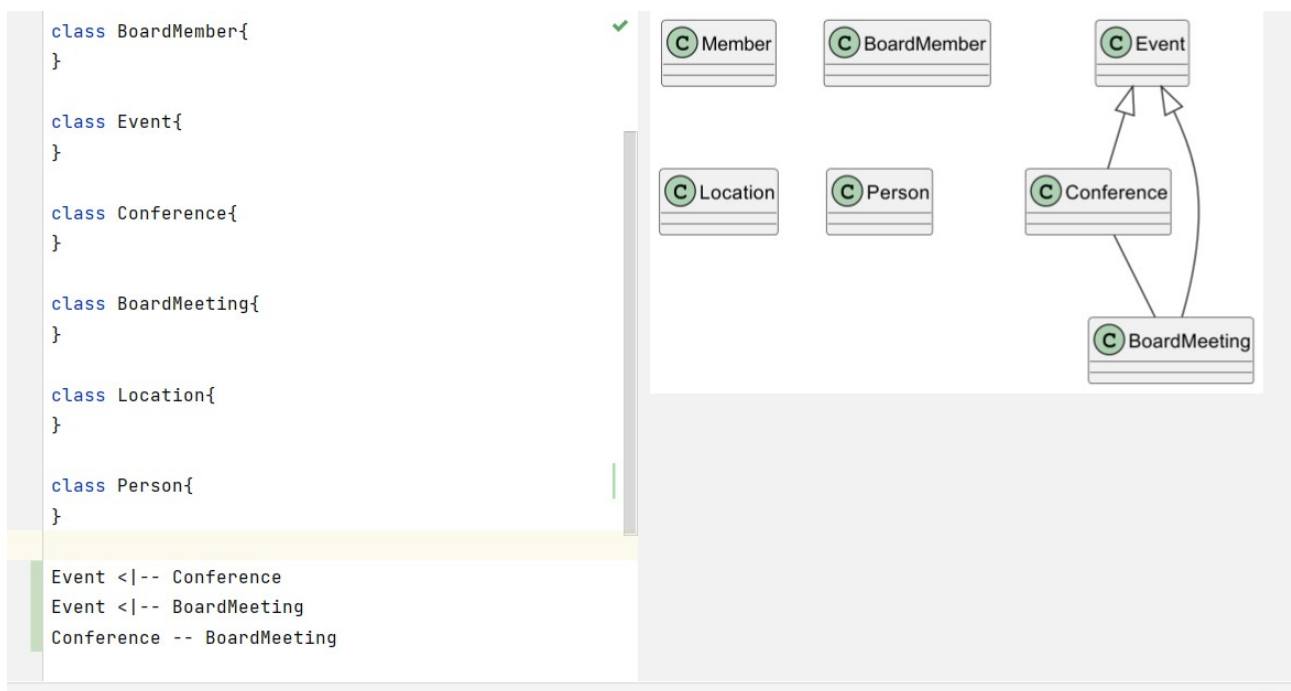 class BoardMember{
}
class Event{
}
class Conference{
}
class BoardMeeting{
}
class Location{
}
class Person{
}
Event <|-- Conference
Event <|-- BoardMeeting
Conference -- BoardMeeting
C Member
C BoardMember
C Event
C Location
C Person
C Conference
C BoardMeeting